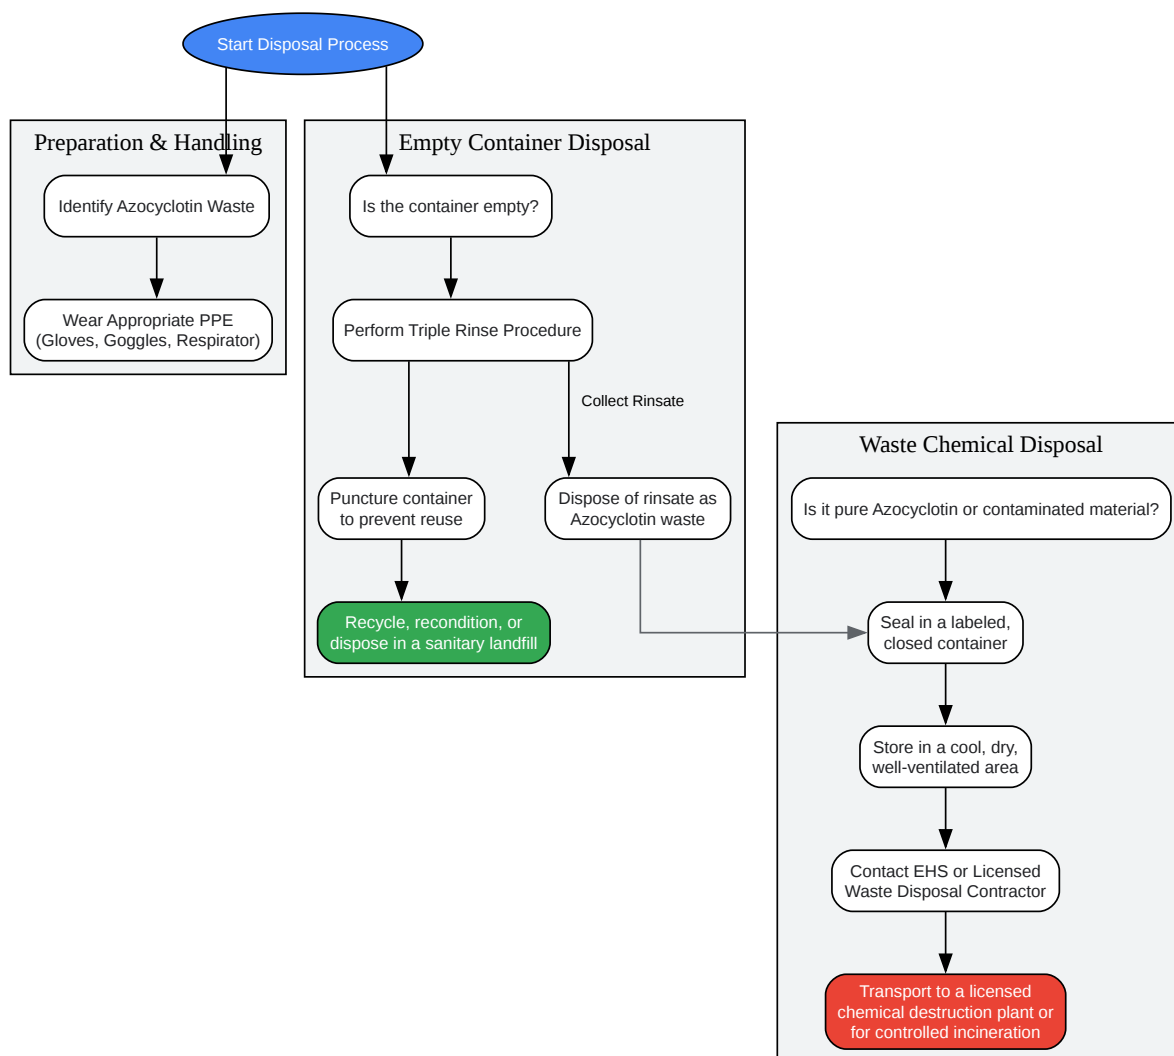 Start Disposal Process
Preparation & Handling
Identify Azocyclotin Waste
Wear Appropriate PPE
(Gloves, Goggles, Respirator)
Empty Container Disposal
Is the container empty?
Perform Triple Rinse Procedure
Collect Rinsate
Puncture container
to prevent reuse
Dispose of rinsate as
Azocyclotin waste
Recycle, recondition, or
dispose in a sanitary landfill
Waste Chemical Disposal
Is it pure Azocyclotin or contaminated material?
Seal in a labeled,
closed container
Store in a cool, dry,
well-ventilated area
Contact EHS or Licensed
Waste Disposal Contractor
Transport to a licensed
chemical destruction plant or
for controlled incineration